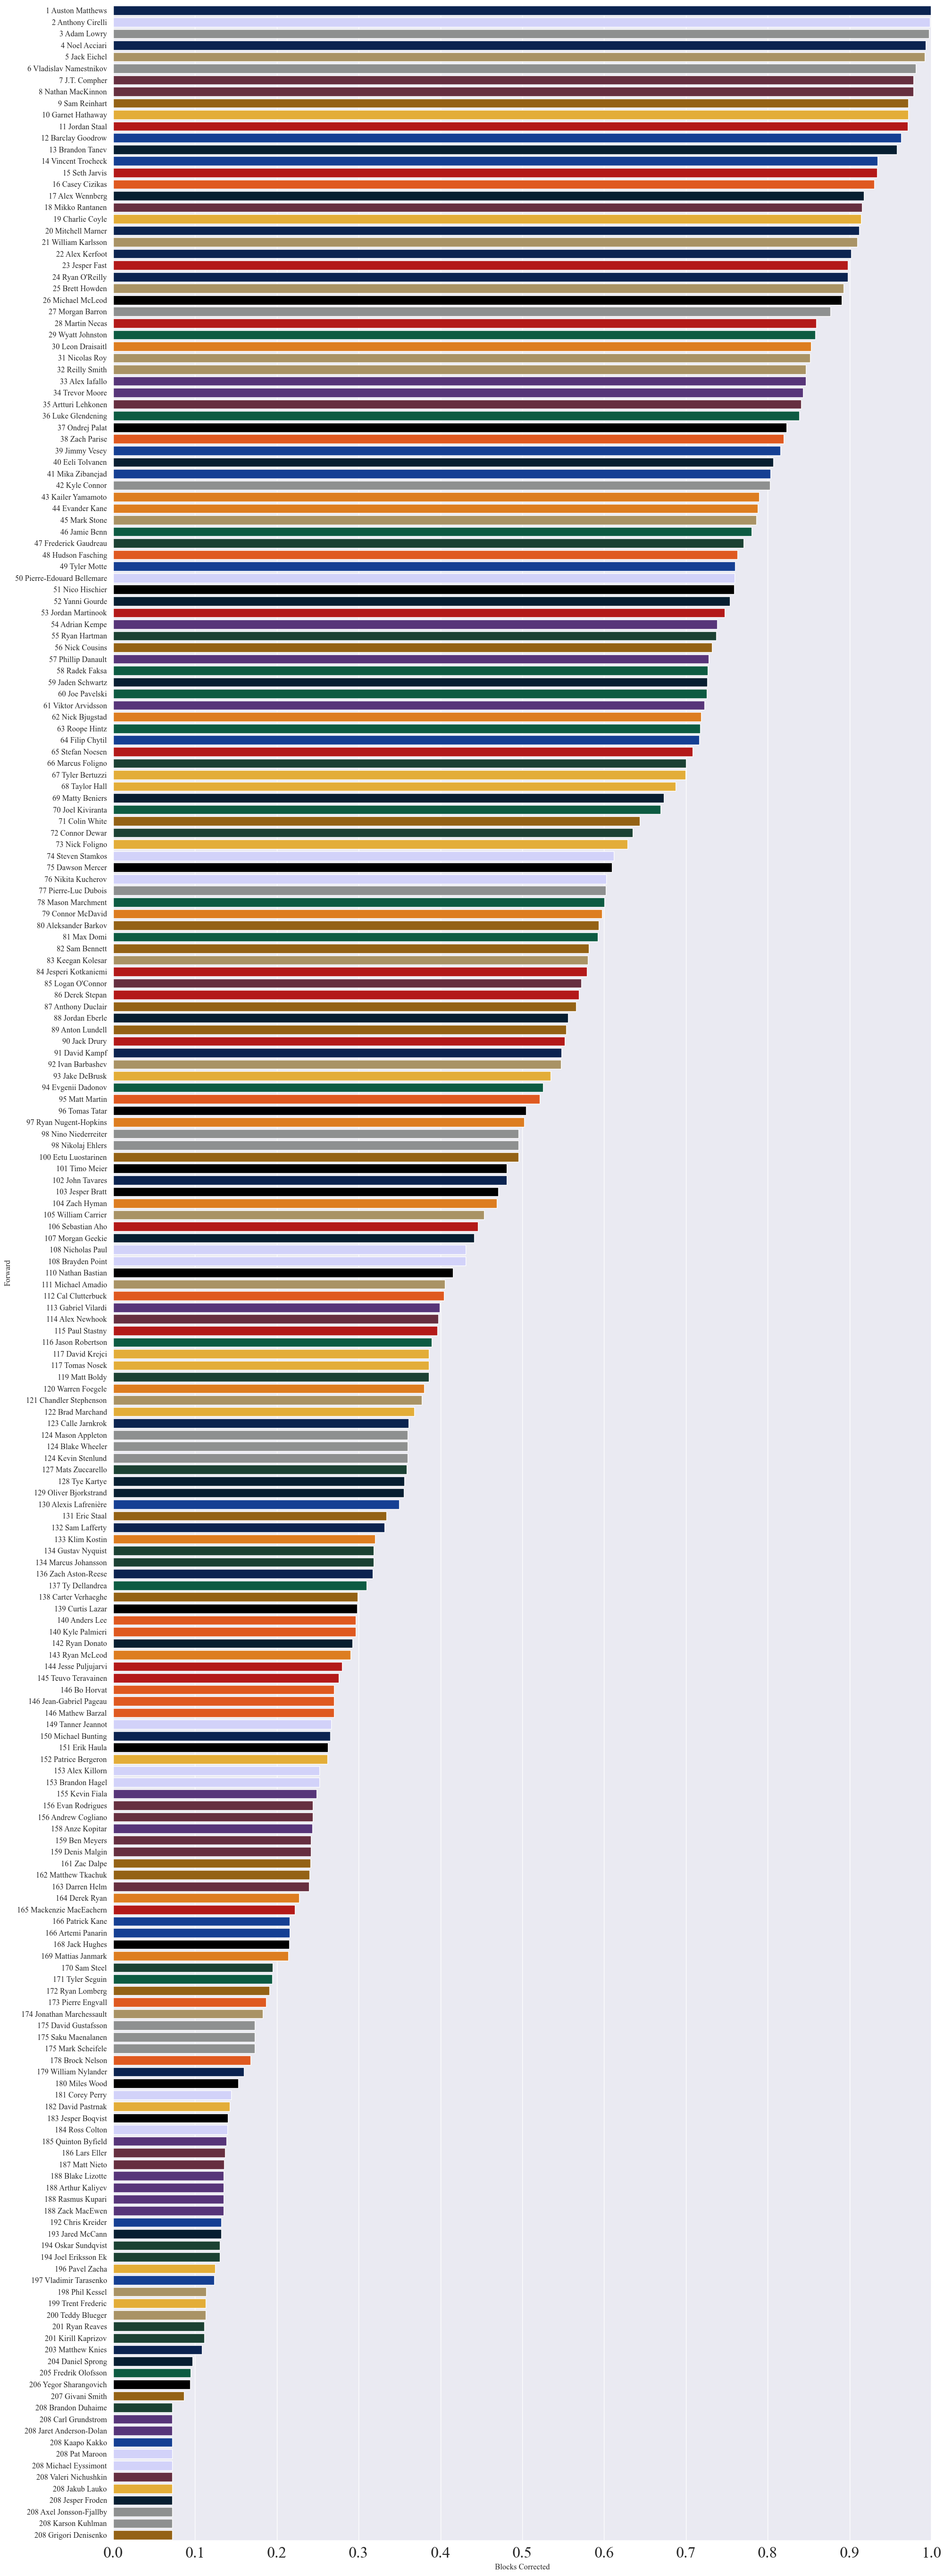 1 Auston Matthews
2 Anthony Cirelli
3 Adam Lowry
4 Noel Acciari
5 Jack Eichel
6 Vladislav Namestnikov
7 J.T. Compher
8 Nathan MacKinnon
9 Sam Reinhart
10 Garnet Hathaway
11 Jordan Staal
12 Barclay Goodrow
13 Brandon Tanev
14 Vincent Trocheck
15 Seth Jarvis
16 Casey Cizikas
17 Alex Wennberg
18 Mikko Rantanen
19 Charlie Coyle
20 Mitchell Marner
21 William Karlsson
22 Alex Kerfoot
23 Jesper Fast
24 Ryan O'Reilly
25 Brett Howden
26 Michael McLeod
27 Morgan Barron
28 Martin Necas
29 Wyatt Johnston
30 Leon Draisaitl
31 Nicolas Roy
32 Reilly Smith
33 Alex Iafallo
34 Trevor Moore
35 Artturi Lehkonen
36 Luke Glendening
37 Ondrej Palat
38 Zach Parise
39 Jimmy Vesey
40 Eeli Tolvanen
41 Mika Zibanejad
42 Kyle Connor
43 Kailer Yamamoto
44 Evander Kane
45 Mark Stone
46 Jamie Benn
47 Frederick Gaudreau
48 Hudson Fasching
49 Tyler Motte
50 Pierre-Edouard Bellemare
51 Nico Hischier
52 Yanni Gourde
53 Jordan Martinook
54 Adrian Kempe
55 Ryan Hartman
56 Nick Cousins
57 Phillip Danault
58 Radek Faksa
59 Jaden Schwartz
60 Joe Pavelski
61 Viktor Arvidsson
62 Nick Bjugstad
63 Roope Hintz
64 Filip Chytil
65 Stefan Noesen
66 Marcus Foligno
67 Tyler Bertuzzi
68 Taylor Hall
69 Matty Beniers
70 Joel Kiviranta
71 Colin White
72 Connor Dewar
73 Nick Foligno
74 Steven Stamkos
75 Dawson Mercer
76 Nikita Kucherov
77 Pierre-Luc Dubois
78 Mason Marchment
79 Connor McDavid
80 Aleksander Barkov
81 Max Domi
82 Sam Bennett
83 Keegan Kolesar
84 Jesperi Kotkaniemi
85 Logan O'Connor
86 Derek Stepan
87 Anthony Duclair
88 Jordan Eberle
89 Anton Lundell
90 Jack Drury
91 David Kampf
92 Ivan Barbashev
93 Jake DeBrusk
94 Evgenii Dadonov
95 Matt Martin
96 Tomas Tatar
97 Ryan Nugent-Hopkins
98 Nino Niederreiter
98 Nikolaj Ehlers
100 Eetu Luostarinen
101 Timo Meier
102 John Tavares
103 Jesper Bratt
104 Zach Hyman
105 William Carrier
106 Sebastian Aho
107 Morgan Geekie
108 Nicholas Paul
108 Brayden Point
110 Nathan Bastian
111 Michael Amadio
112 Cal Clutterbuck
113 Gabriel Vilardi
114 Alex Newhook
115 Paul Stastny
116 Jason Robertson
117 David Krejci
117 Tomas Nosek
119 Matt Boldy
120 Warren Foegele
121 Chandler Stephenson
122 Brad Marchand
123 Calle Jarnkrok
124 Mason Appleton
124 Blake Wheeler
124 Kevin Stenlund
127 Mats Zuccarello
128 Tye Kartye
129 Oliver Bjorkstrand
130 Alexis Lafrenière
131 Eric Staal
132 Sam Lafferty
133 Klim Kostin
134 Gustav Nyquist
134 Marcus Johansson
136 Zach Aston-Reese
137 Ty Dellandrea
138 Carter Verhaeghe
139 Curtis Lazar
140 Anders Lee
140 Kyle Palmieri
142 Ryan Donato
143 Ryan McLeod
144 Jesse Puljujarvi
145 Teuvo Teravainen
146 Bo Horvat
146 Jean-Gabriel Pageau
146 Mathew Barzal
149 Tanner Jeannot
150 Michael Bunting
151 Erik Haula
152 Patrice Bergeron
153 Alex Killorn
153 Brandon Hagel
155 Kevin Fiala
156 Evan Rodrigues
156 Andrew Cogliano
158 Anze Kopitar
159 Ben Meyers
159 Denis Malgin
161 Zac Dalpe
162 Matthew Tkachuk
163 Darren Helm
164 Derek Ryan
165 Mackenzie MacEachern
166 Patrick Kane
166 Artemi Panarin
168 Jack Hughes
169 Mattias Janmark
170 Sam Steel
171 Tyler Seguin
172 Ryan Lomberg
173 Pierre Engvall
174 Jonathan Marchessault
175 David Gustafsson
175 Saku Maenalanen
175 Mark Scheifele
178 Brock Nelson
179 William Nylander
180 Miles Wood
181 Corey Perry
182 David Pastrnak
183 Jesper Boqvist
184 Ross Colton
185 Quinton Byfield
186 Lars Eller
187 Matt Nieto
188 Blake Lizotte
188 Arthur Kaliyev
188 Rasmus Kupari
188 Zack MacEwen
192 Chris Kreider
193 Jared McCann
194 Oskar Sundqvist
194 Joel Eriksson Ek
196 Pavel Zacha
197 Vladimir Tarasenko
198 Phil Kessel
199 Trent Frederic
200 Teddy Blueger
201 Ryan Reaves
201 Kirill Kaprizov
203 Matthew Knies
204 Daniel Sprong
205 Fredrik Olofsson
206 Yegor Sharangovich
207 Givani Smith
208 Brandon Duhaime
208 Carl Grundstrom
208 Jaret Anderson-Dolan
208 Kaapo Kakko
208 Pat Maroon
208 Michael Eyssimont
208 Valeri Nichushkin
208 Jakub Lauko
208 Jesper Froden
208 Axel Jonsson-Fjallby
208 Karson Kuhlman
208 Grigori Denisenko
Forward
0.0 0.1 0.2 0.3 0.4 0.5 0.6 0.7 0.8 0.9 1.0
Blocks Corrected